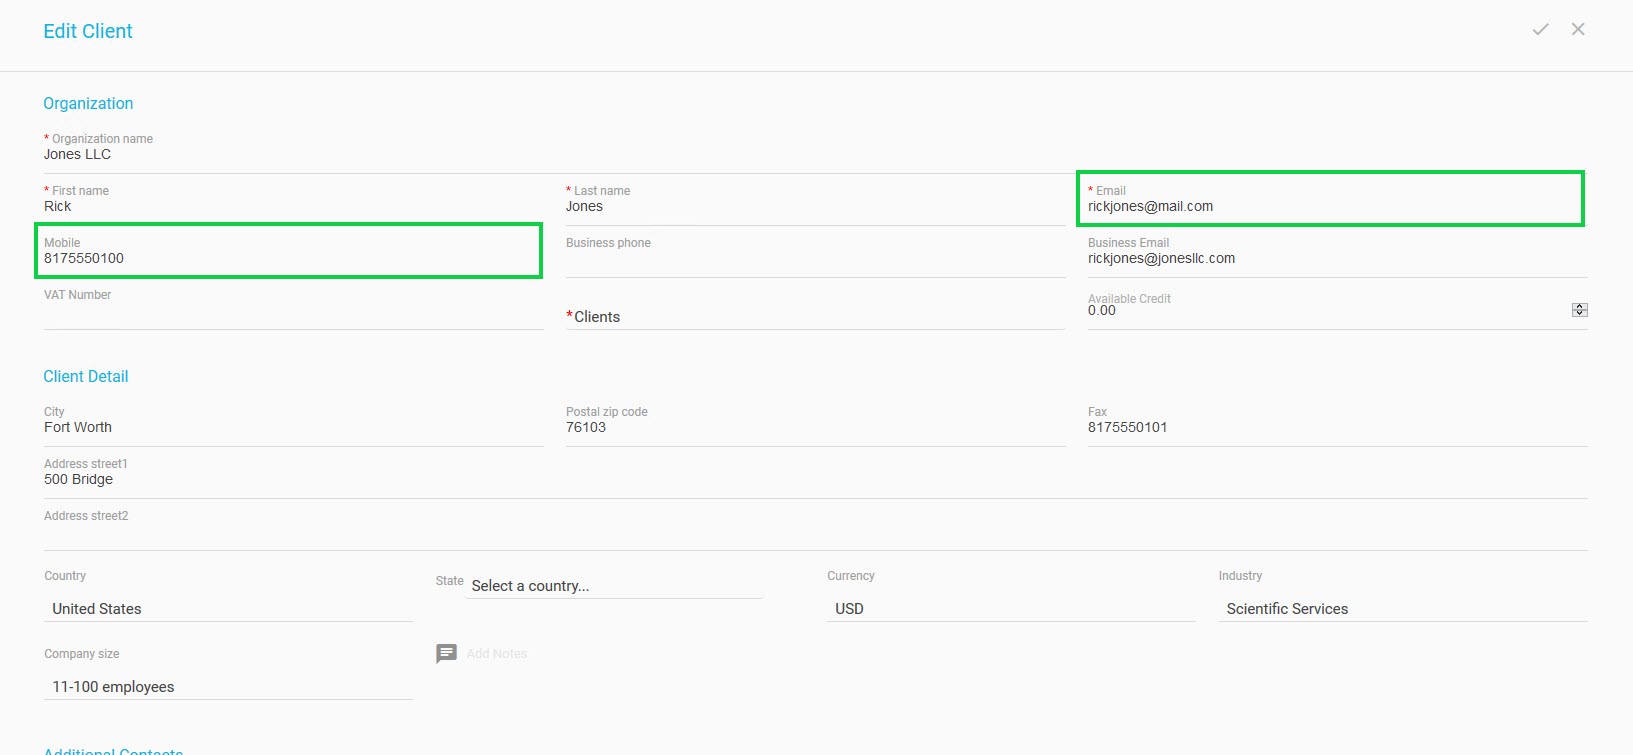 Edit Client
Organization
* Organization name
Jones LLC
* First name
Rick
* Last name
Jones
* Email
rickjones@mail.com
Mobile
8175550100
Business phone
Business Email
rickjones@jonesllc.com
VAT Number
*Clients
Available Credit
0.00
Client Detail
City
Fort Worth
Postal zip code
76103
Fax
8175550101
Address street1
500 Bridge
Address street2
Country
United States
State Select a country...
Currency
USD
Industry
Scientific Services
Company size
11-100 employees
Add Notes
Additional Contacts